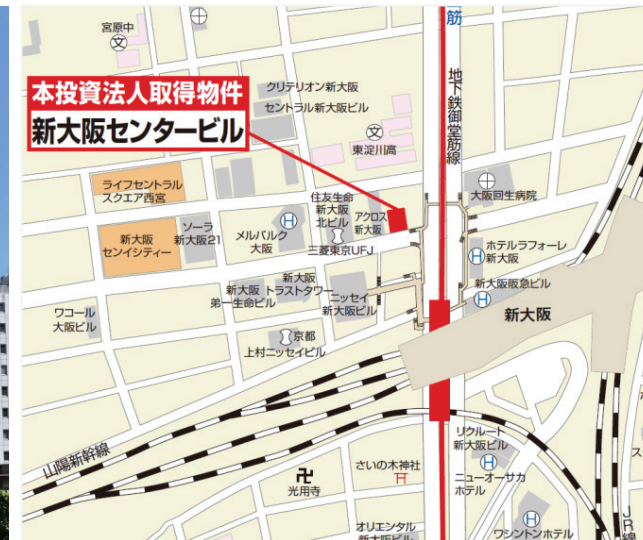 宮原中
筋
本投資法人取得物件
新大阪センタービル
クリテリオン新大阪
セントラル新大阪ビル
地下鉄御堂筋線
東淀川高
ライフセントラル
スクエア西宮
住友生命
新大阪
北ビル
アクロス
新大阪
大阪回生病院
新大阪
センイシティー
ソーラ
新大阪21
メルパルク
大阪
三菱東京UFJ
ホテルラフォーレ
新大阪
新大阪阪急ビル
新大阪
第一生命ビル
新大阪
トラストタワー
ニッセイ
新大阪ビル
ワコール
大阪ビル
新大阪
京都
上村ニッセイビル
山陽新幹線
リクルート
新大阪ビル
さいの木神社
光用寺
ニューオーサカ
ホテル
オリエンタル
新大阪ビル
ワシントンホテル
JR線